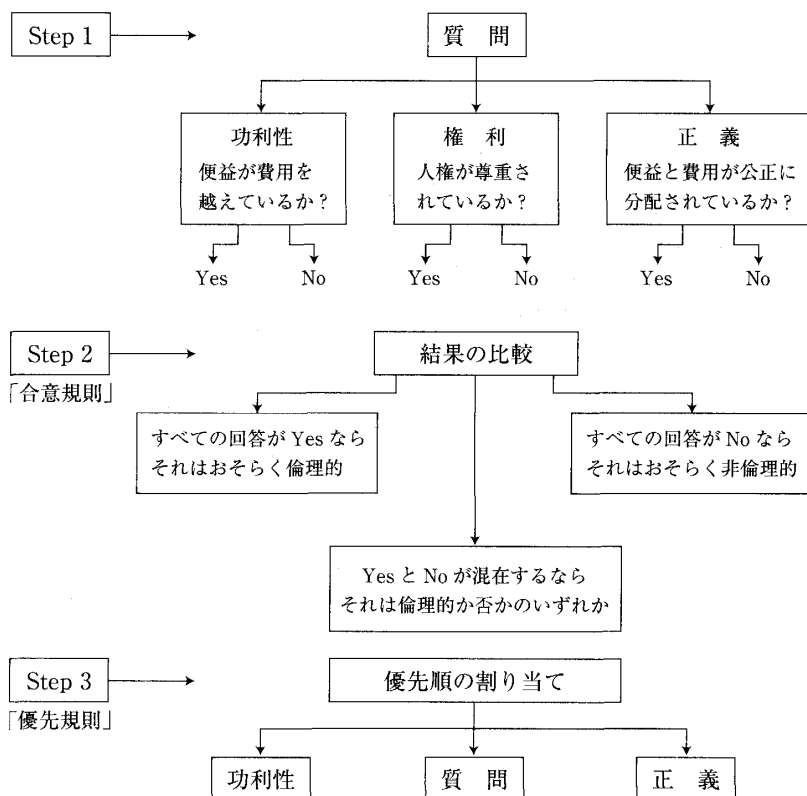 Step 1
質 問
功利性
便益が費用を
越えているか？
権 利
人権が尊重さ
れているか？
正 義
便益と費用が公正に
分配されているか？
Yes
No
Yes
No
Yes
No
Step 2
「合意規則」
結果の比較
すべての回答が Yes なら
それはおそらく倫理的
すべての回答が No なら
それはおそらく非倫理的
Yes と No が混在するなら
それは倫理的か否かのいずれか
Step 3
「優先規則」
優先順の割り当て
功利性
質 問
正 義